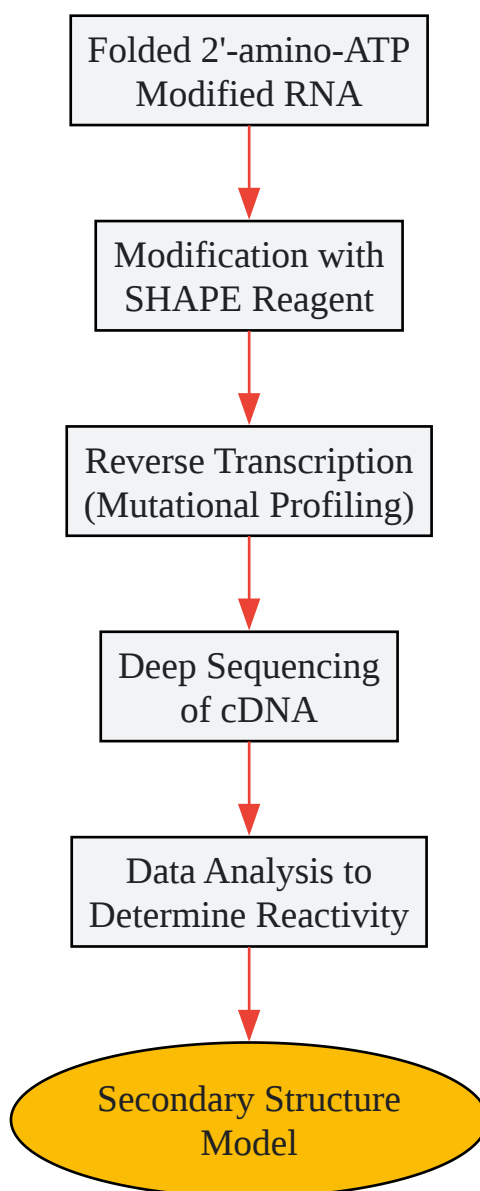 Folded 2'-amino-ATP
Modified RNA
Modification with
SHAPE Reagent
Reverse Transcription
(Mutational Profiling)
Deep Sequencing
of cDNA
Data Analysis to
Determine Reactivity
Secondary Structure
Model